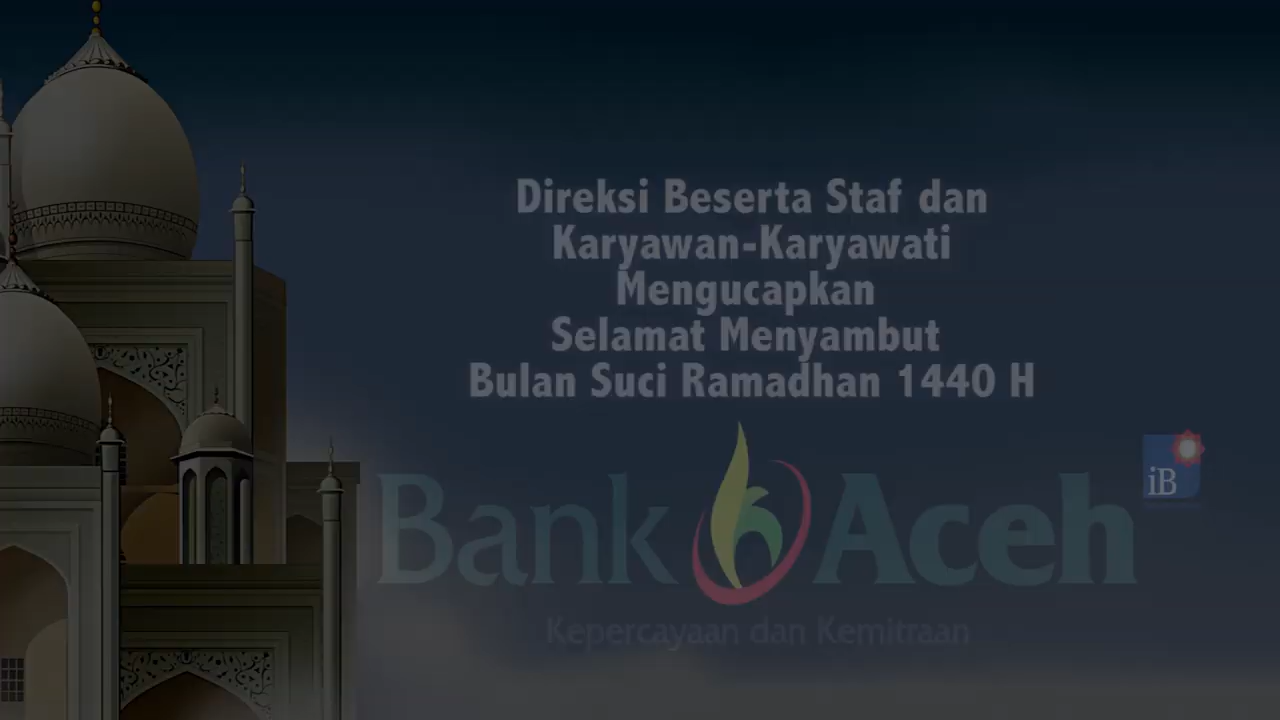 Direksi Beserta Staf dan
Karyawan-Karyawati
Mengucapkan
Selamat Menyambut
Bulan Suci Ramadhan 1440 H
Bank Aceh
iB
Kepercayaan dan Kemitraan